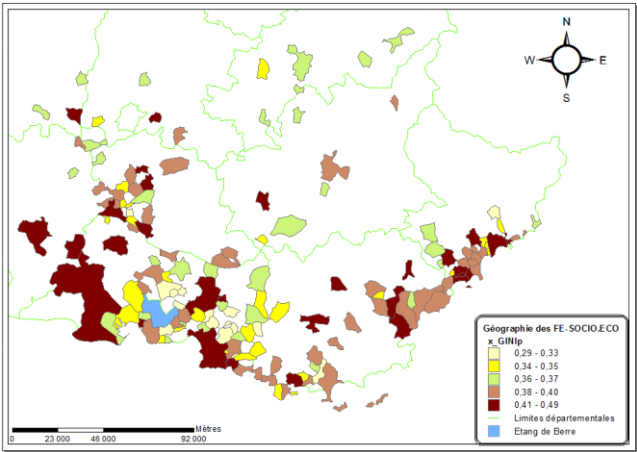 N
W E
S
Géographie des FE-SOCIO.ECO
x_GINIp
0,29 - 0,33
0,34 - 0,35
0,36 - 0,37
0,38 - 0,40
0,41 - 0,49
Limites départementales
Etang de Berre
Mètres
0 23 000 46 000 92 000